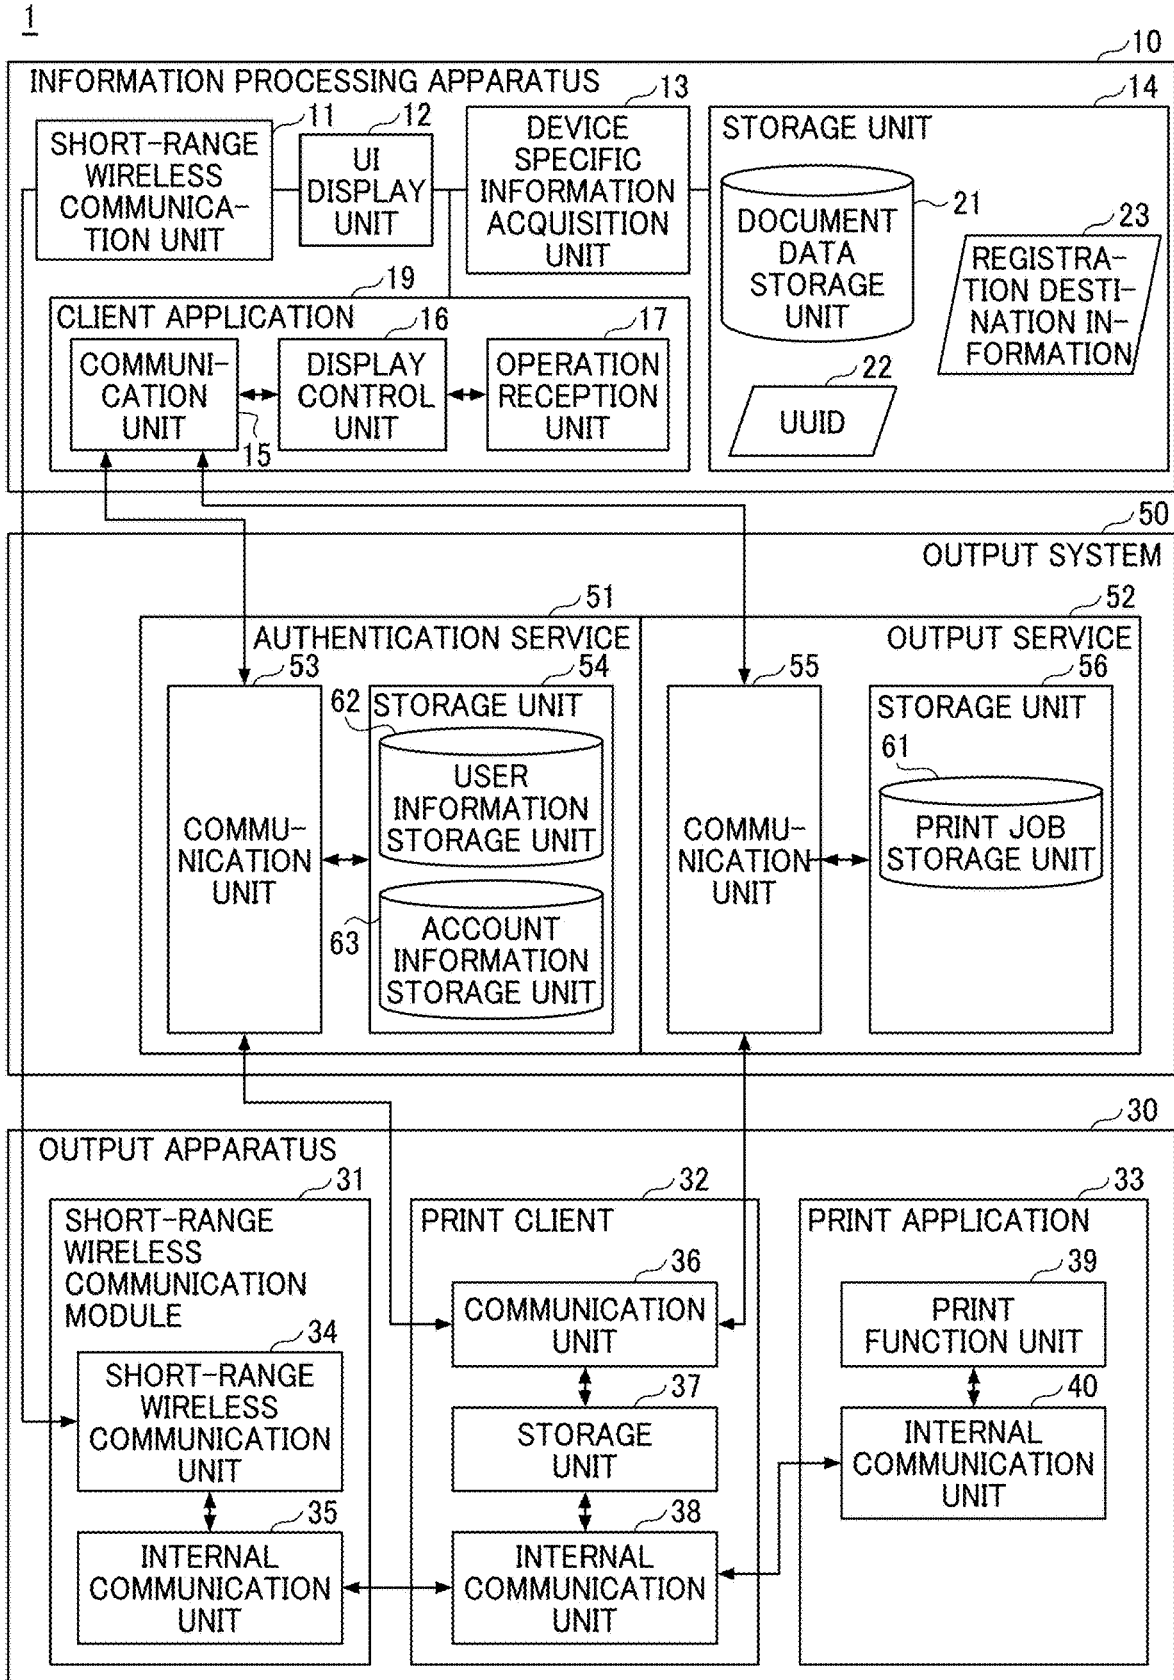 1
10
INFORMATION PROCESSING APPARATUS
11
SHORT-RANGE
WIRELESS
COMMUNICA-
TION UNIT
12
UI
DISPLAY
UNIT
13
DEVICE
SPECIFIC
INFORMATION
ACQUISITION
UNIT
14
STORAGE UNIT
21
DOCUMENT
DATA
STORAGE
UNIT
23
REGISTRA-
TION DESTI-
NATION IN-
FORMATION
22
UUID
19
CLIENT APPLICATION
COMMUNI-
CATION
UNIT
15
16
DISPLAY
CONTROL
UNIT
17
OPERATION
RECEPTION
UNIT
50
OUTPUT SYSTEM
51
AUTHENTICATION SERVICE
53
COMMU-
NICATION
UNIT
54
STORAGE UNIT
62
USER
INFORMATION
STORAGE UNIT
63
ACCOUNT
INFORMATION
STORAGE UNIT
52
OUTPUT SERVICE
55
COMMU-
NICATION
UNIT
56
STORAGE UNIT
61
PRINT JOB
STORAGE UNIT
30
OUTPUT APPARATUS
31
SHORT-RANGE
WIRELESS
COMMUNICATION
MODULE
34
SHORT-RANGE
WIRELESS
COMMUNICATION
UNIT
35
INTERNAL
COMMUNICATION
UNIT
32
PRINT CLIENT
36
COMMUNICATION
UNIT
37
STORAGE
UNIT
38
INTERNAL
COMMUNICATION
UNIT
33
PRINT APPLICATION
39
PRINT
FUNCTION UNIT
40
INTERNAL
COMMUNICATION
UNIT